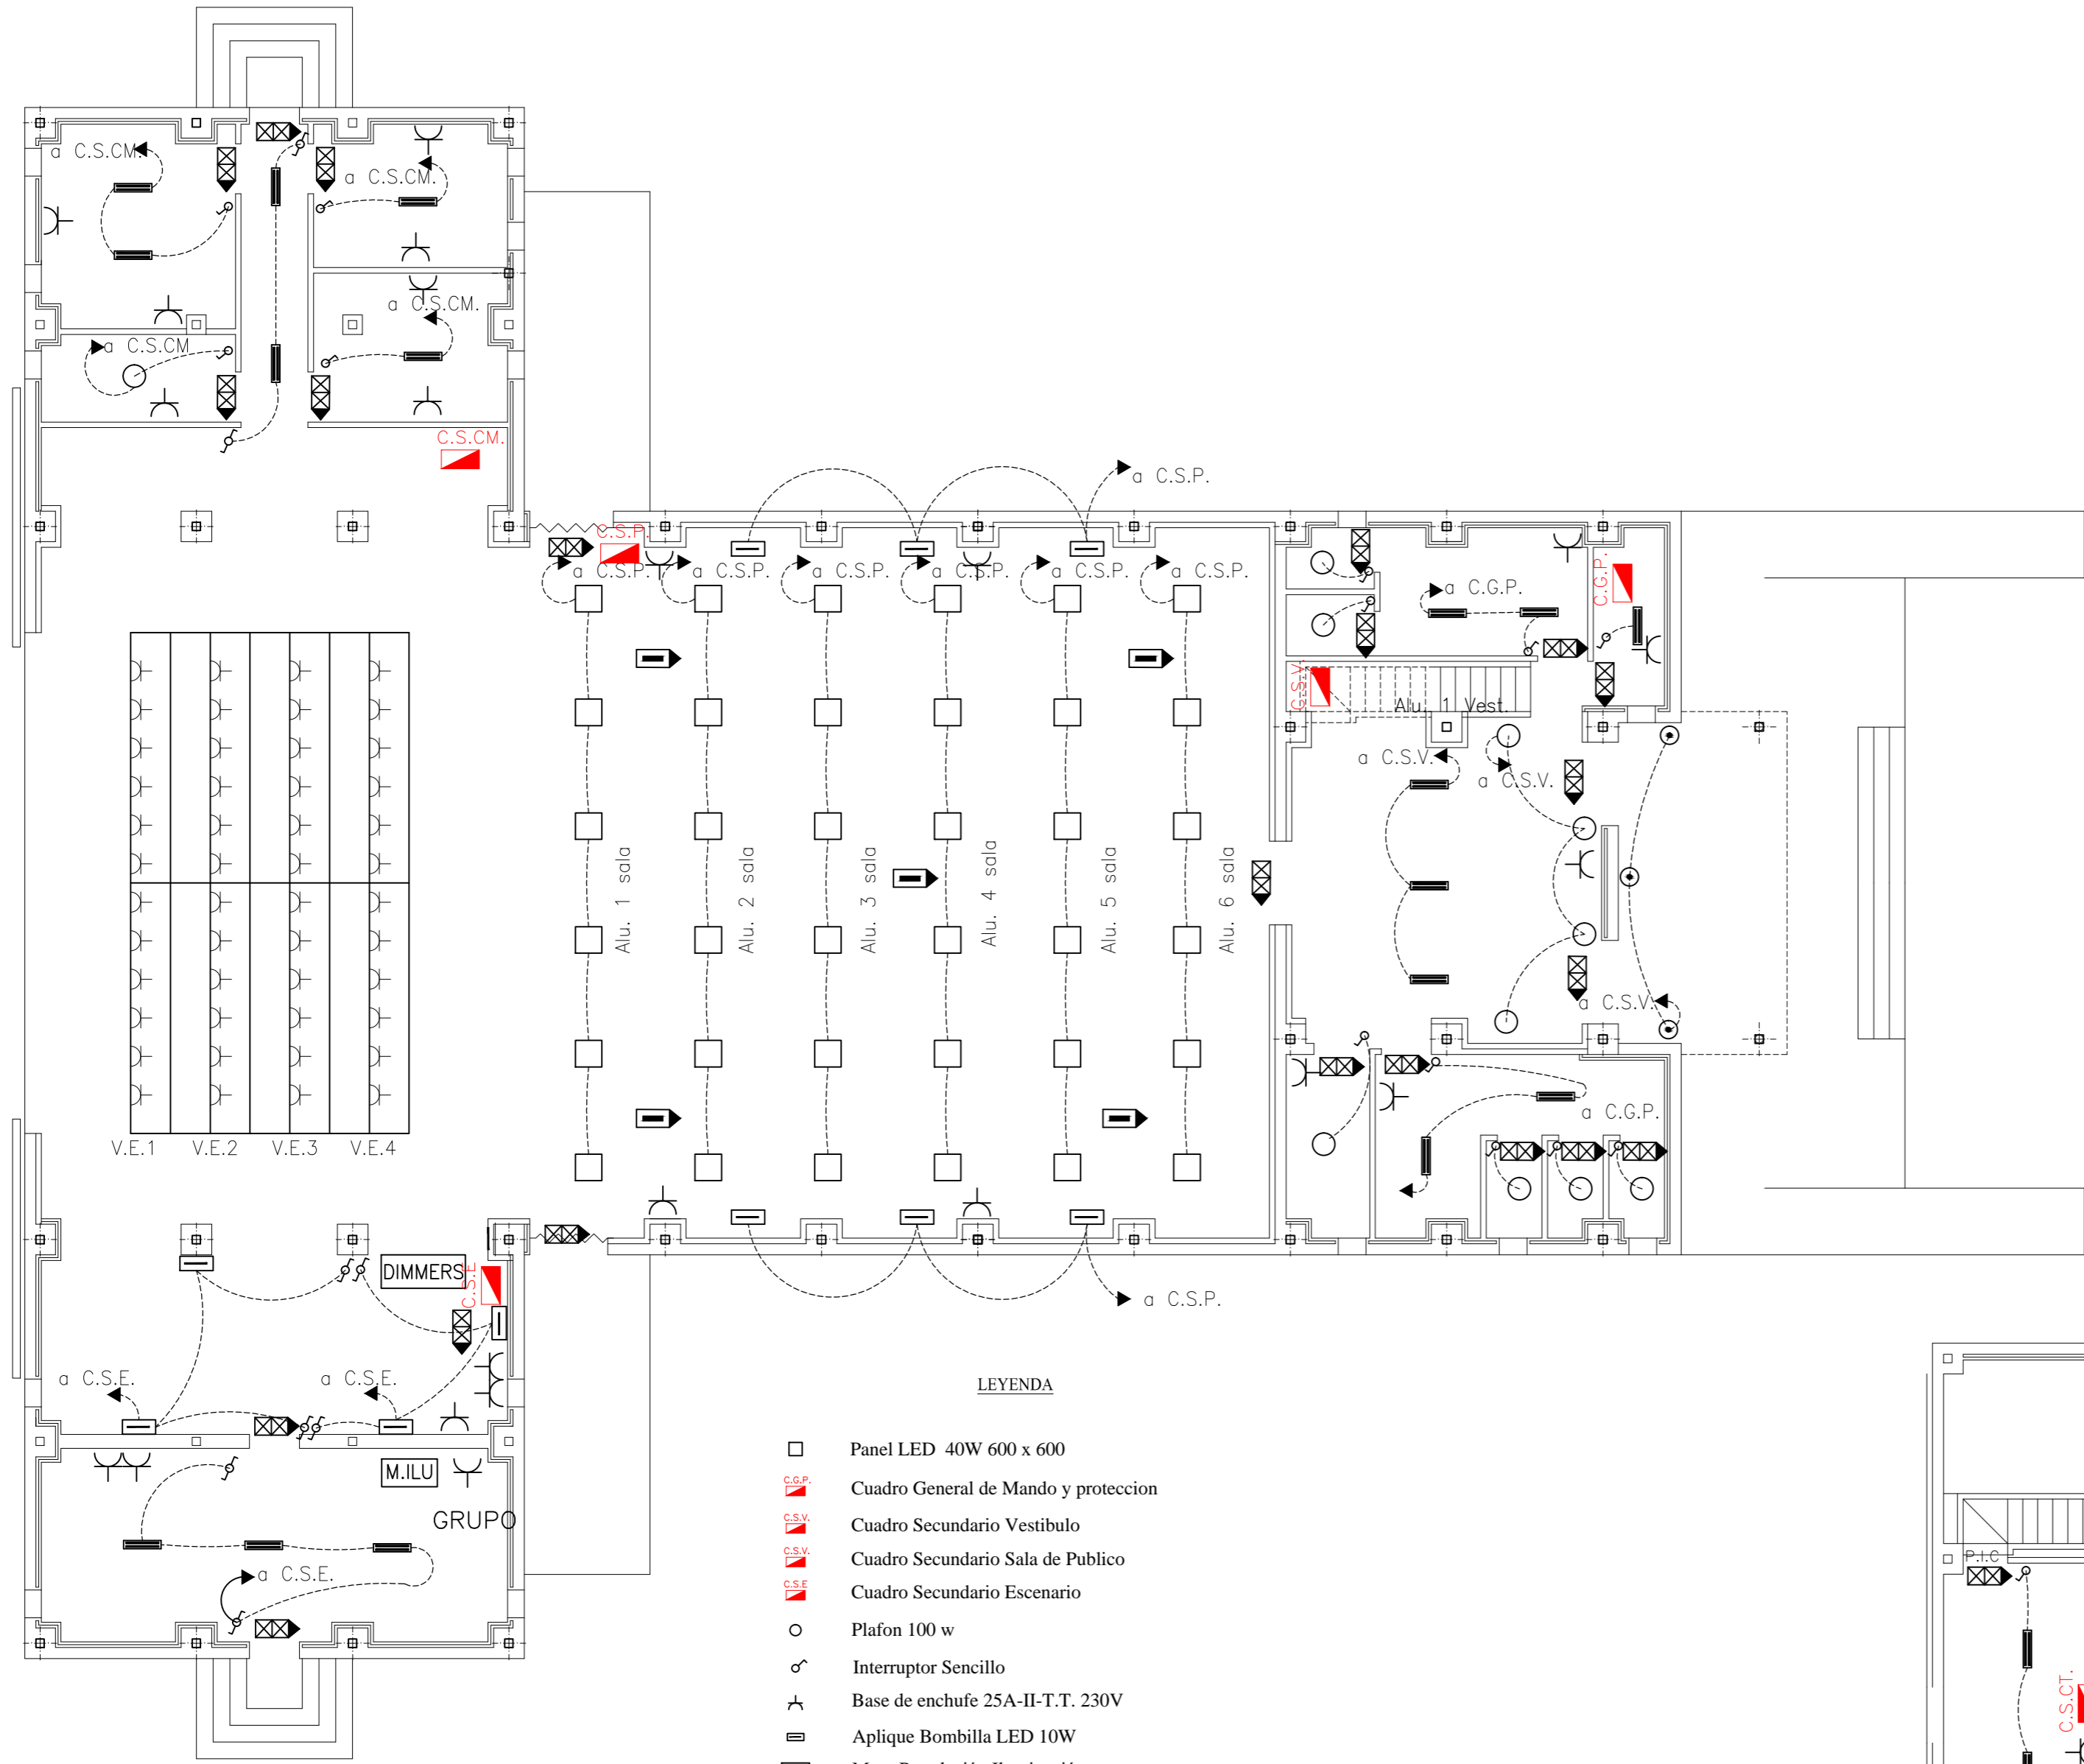 a C.S.CM.
a C.S.CM.
a C.S.CM.
a C.S.CM
C.S.CM.
a C.S.P.
C.S.P.
a C.S.P.
a C.S.P.
a C.S.P.
a C.S.P.
a C.S.P.
a C.S.P.
C.G.P.
a C.G.P.
C.S.V.
Alu. 1 Vest.
a C.S.V.
a C.S.V.
Alu. 1 sala
Alu. 2 sala
Alu. 3 sala
Alu. 4 sala
Alu. 5 sala
Alu. 6 sala
a C.S.V.
a C.G.P.
V.E.1
V.E.2
V.E.3
V.E.4
DIMMERS
C.S.E
a C.S.P.
a C.S.E.
a C.S.E.
M.ILU
GRUPO
a C.S.E.
LEYENDA
Panel LED 40W 600 x 600
C.G.P.
Cuadro General de Mando y proteccion
C.S.V.
Cuadro Secundario Vestibulo
C.S.V.
Cuadro Secundario Sala de Publico
C.S.E
Cuadro Secundario Escenario
Plafon 100 w
Interruptor Sencillo
Base de enchufe 25A-II-T.T. 230V
Aplique Bombilla LED 10W
P.I.C
C.S.CT.